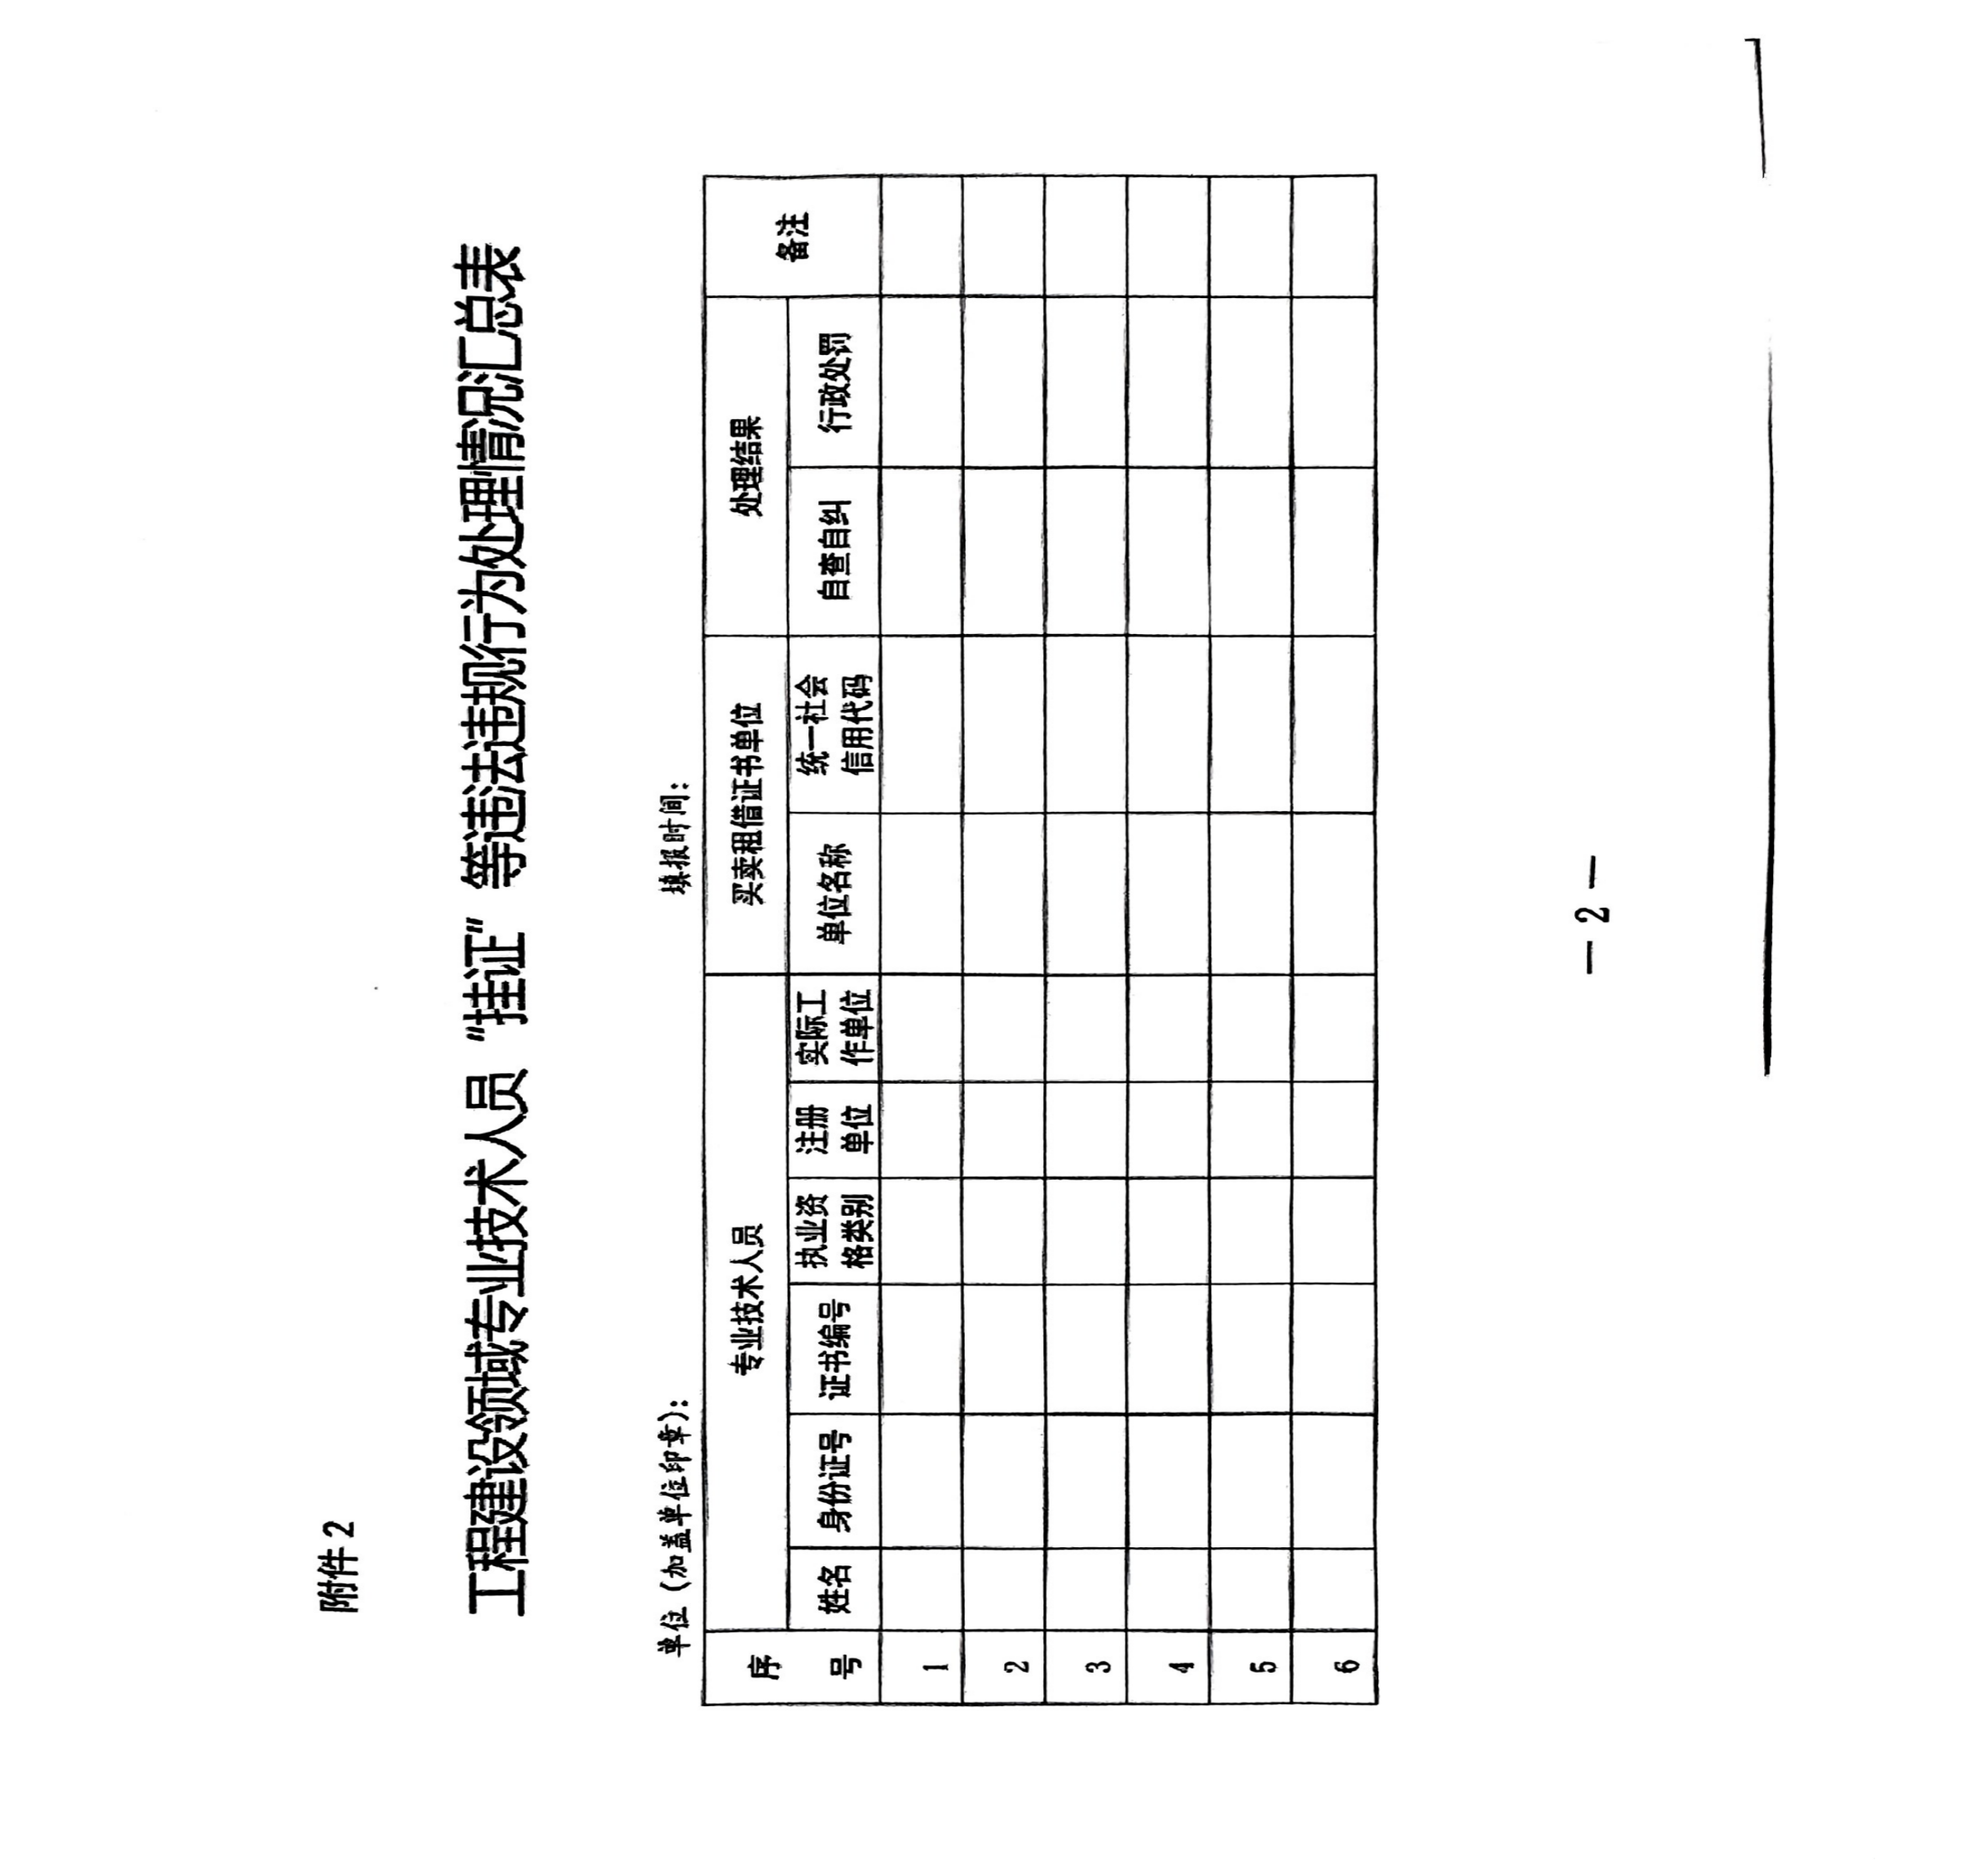 附件2
工程建设领域专业技术人员“挂证”等违法违规行为处理情况汇总表
单位（加盖单位印章）： 填报时间：
序号 专业技术人员 买卖租借证书单位 处理结果 备注
姓名 身份证号 证书编号 执业资格类别 注册单位 实际工作单位 单位名称 统一社会信用代码 自查自纠 行政处罚
1
2
3
4
5
6
— 2 —